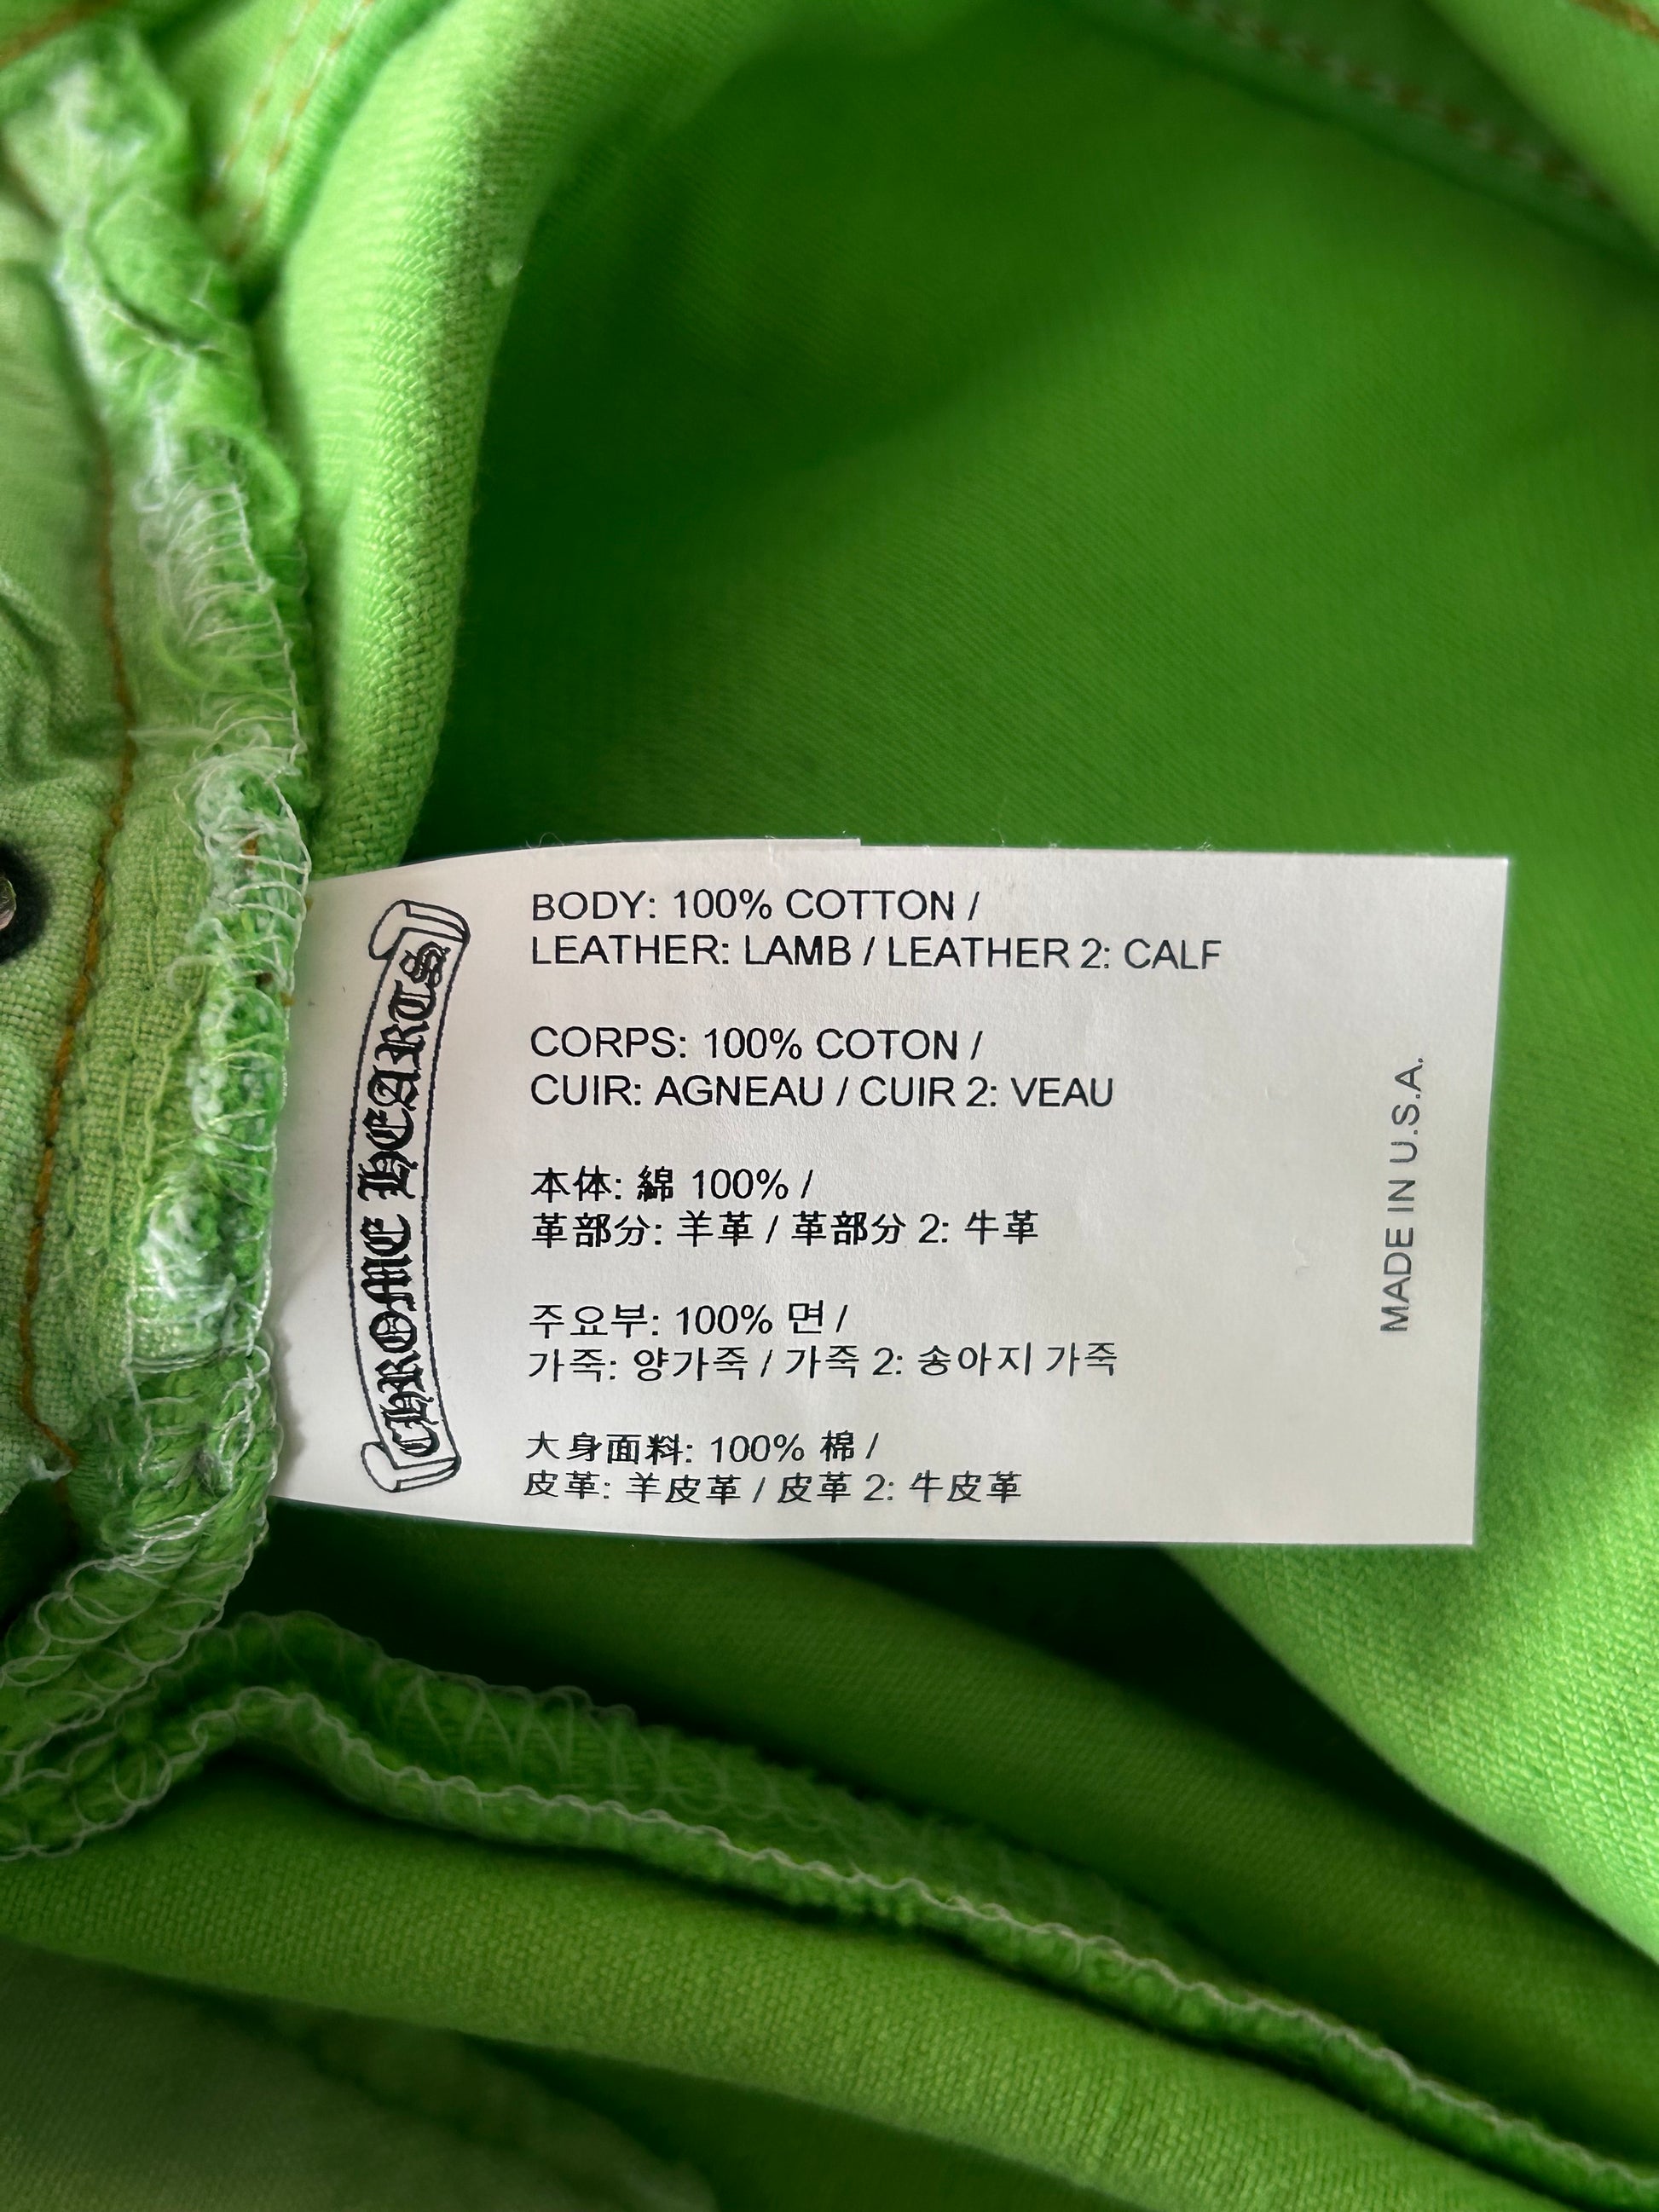 CHROME HEARTS
BODY: 100% COTTON /
LEATHER: LAMB / LEATHER 2: CALF
CORPS: 100% COTON /
CUIR: AGNEAU / CUIR 2: VEAU
本体: 綿 100% /
革部分: 羊革 / 革部分 2: 牛革
주요부: 100% 면 /
가죽: 양가죽 / 가죽 2: 송아지 가죽
大身面料: 100% 棉 /
皮革: 羊皮革 / 皮革 2: 牛皮革
MADE IN U.S.A.